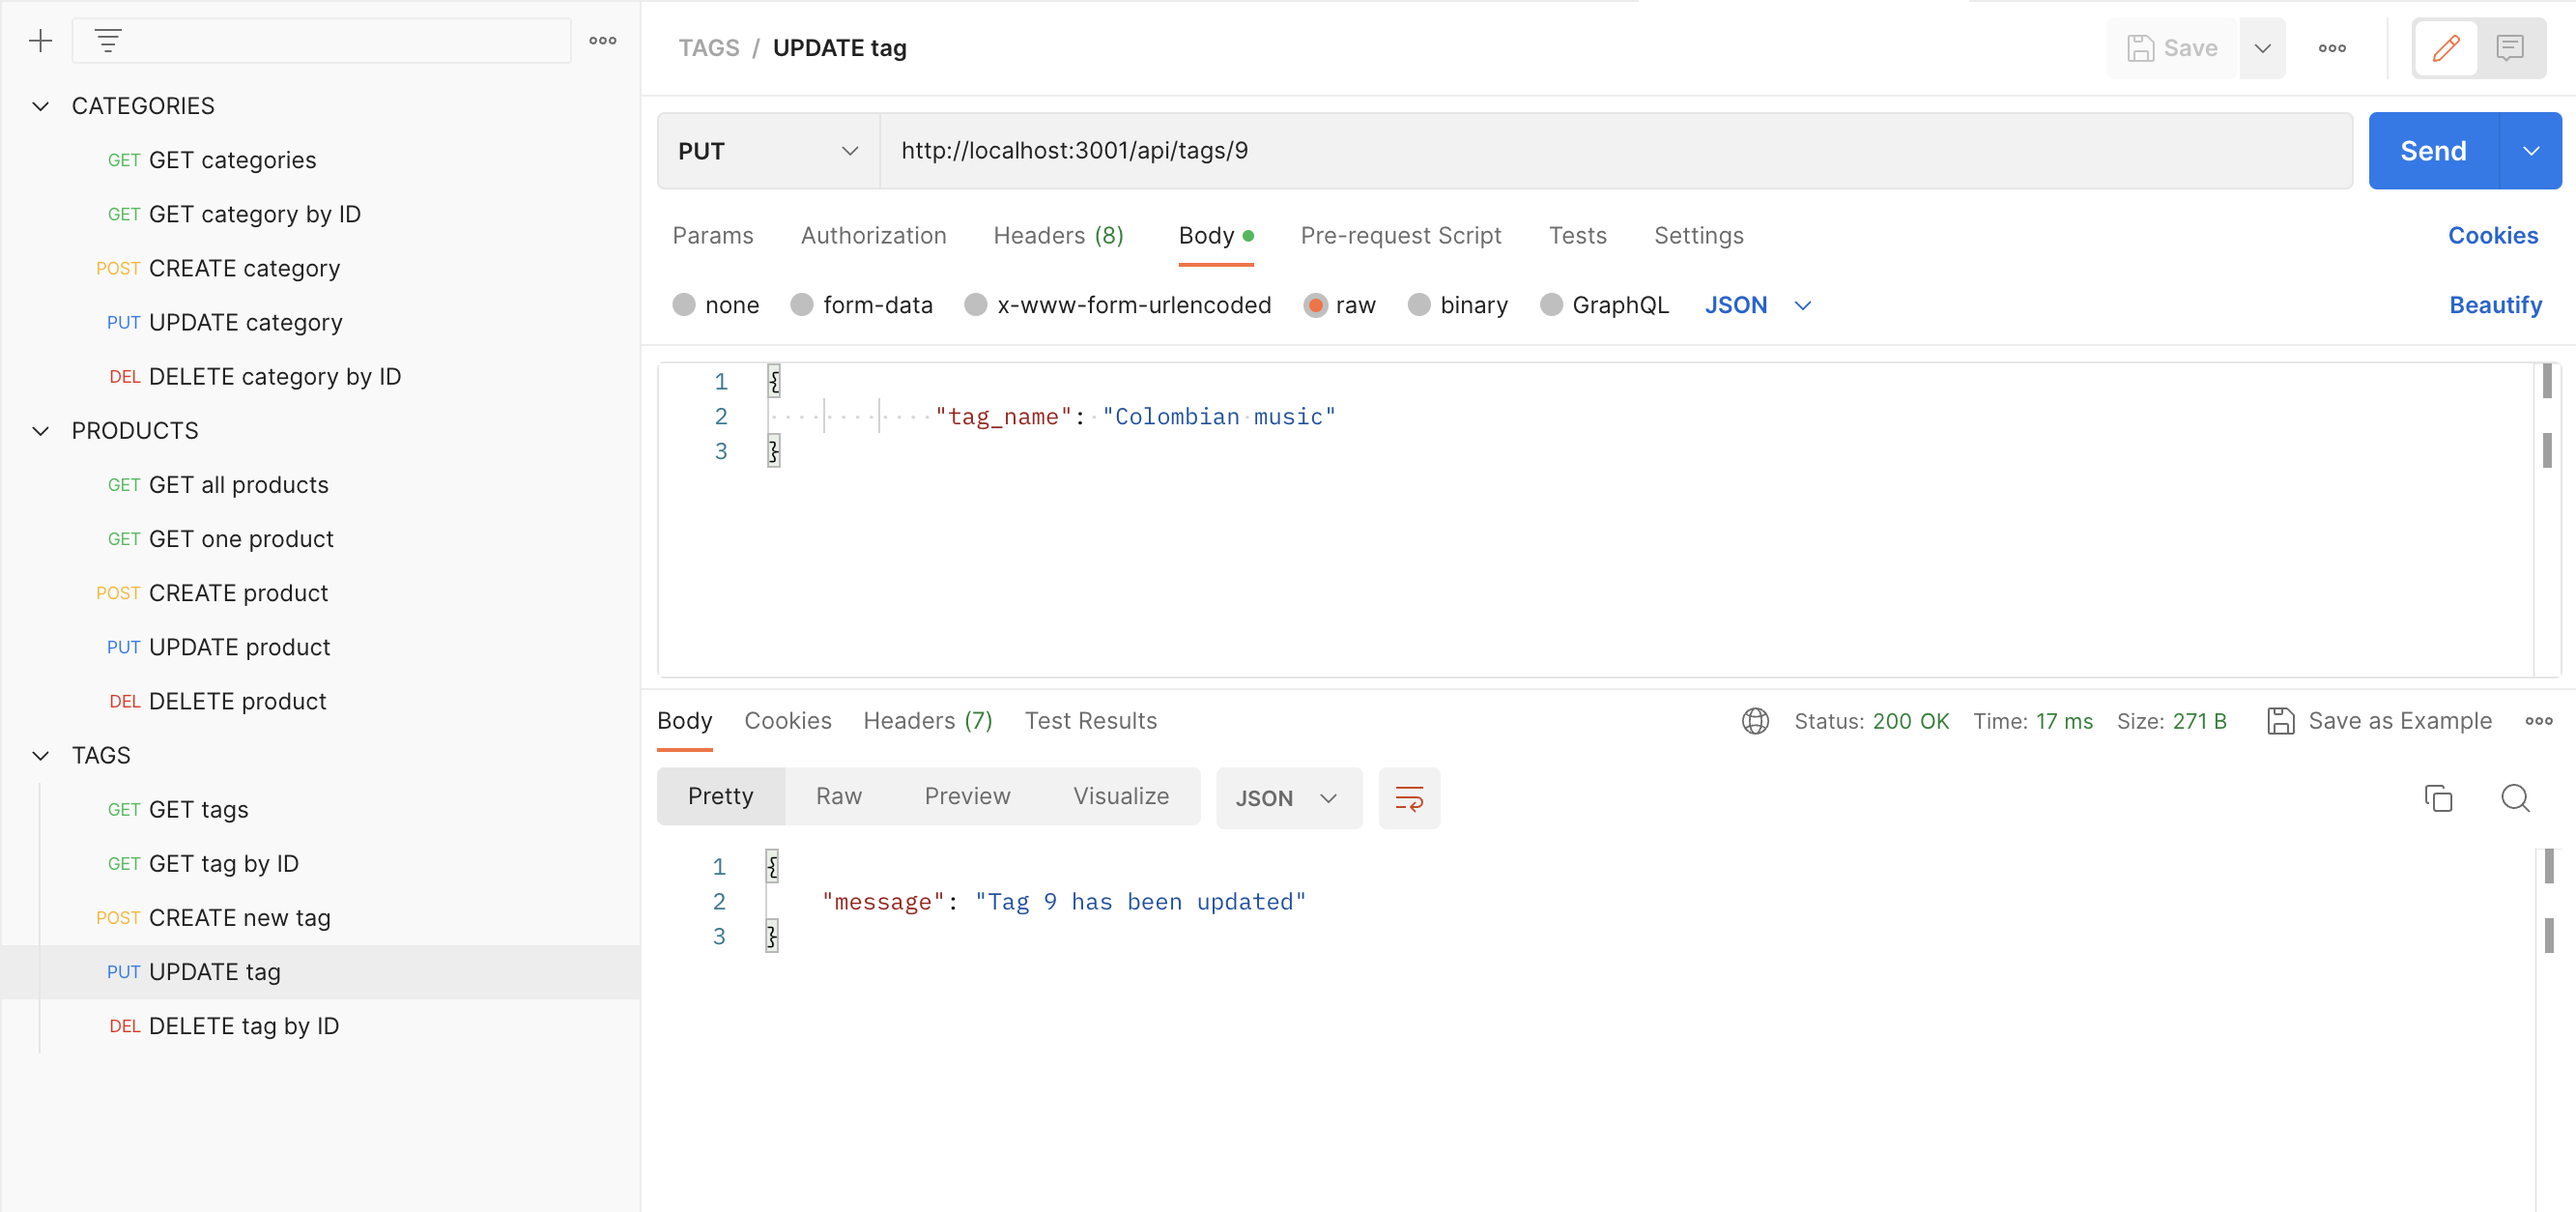 CATEGORIES
GET GET categories
GET GET category by ID
POST CREATE category
PUT UPDATE category
DEL DELETE category by ID
PRODUCTS
GET GET all products
GET GET one product
POST CREATE product
PUT UPDATE product
DEL DELETE product
TAGS
GET GET tags
GET GET tag by ID
POST CREATE new tag
PUT UPDATE tag
DEL DELETE tag by ID
TAGS / UPDATE tag
Save
PUT http://localhost:3001/api/tags/9 Send
Params Authorization Headers (8) Body Pre-request Script Tests Settings Cookies
none form-data x-www-form-urlencoded raw binary GraphQL JSON Beautify
1 {
2 "tag_name": "Colombian music"
3 }
Body Cookies Headers (7) Test Results Status: 200 OK Time: 17 ms Size: 271 B Save as Example
Pretty Raw Preview Visualize JSON
1 {
2 "message": "Tag 9 has been updated"
3 }